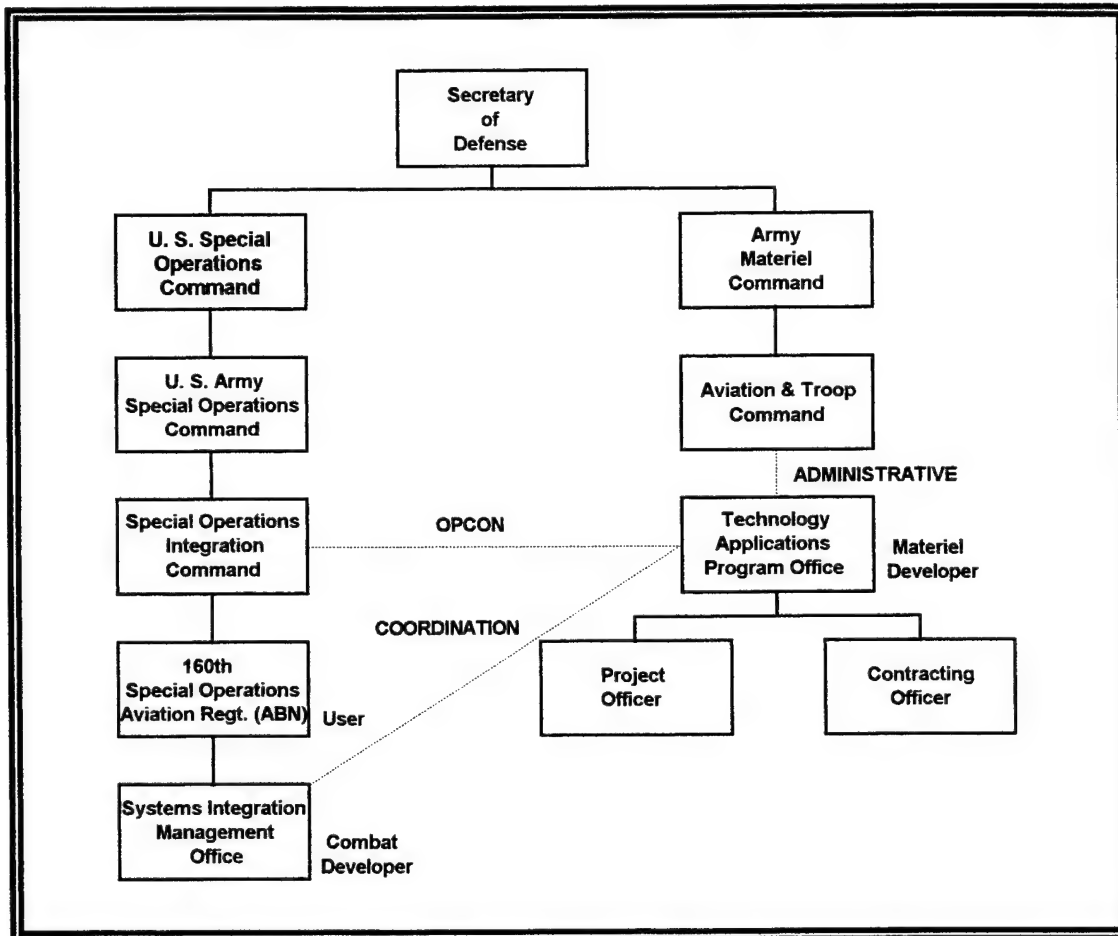 Secretary
of
Defense
U. S. Special
Operations
Command
Army
Materiel
Command
U. S. Army
Special Operations
Command
Aviation & Troop
Command
ADMINISTRATIVE
Special Operations
Integration
Command
OPCON
Technology
Applications
Program Office
Materiel
Developer
COORDINATION
160th
Special Operations
Aviation Regt. (ABN)
User
Project
Officer
Contracting
Officer
Systems Integration
Management
Office
Combat
Developer